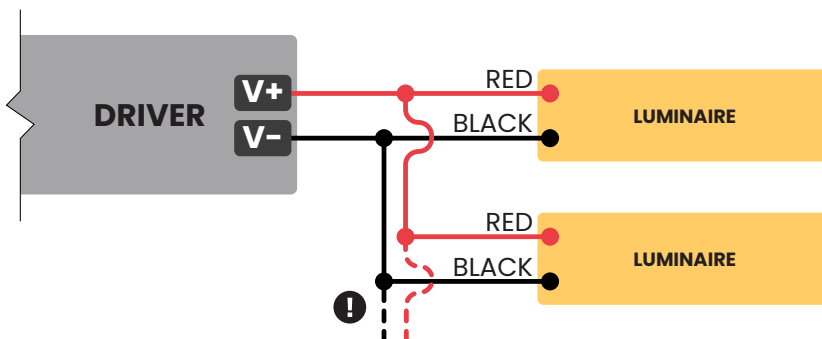 RED
V+
DRIVER
LUMINAIRE
V-
BLACK
RED
LUMINAIRE
BLACK
!